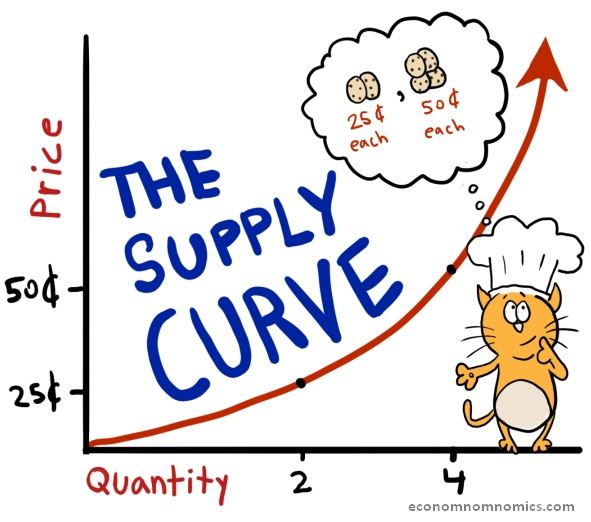 THE
SUPPLY
CURVE
25¢
each
,
50¢
each
Price
50¢
25¢
Quantity
2
4
economnomnomics.com